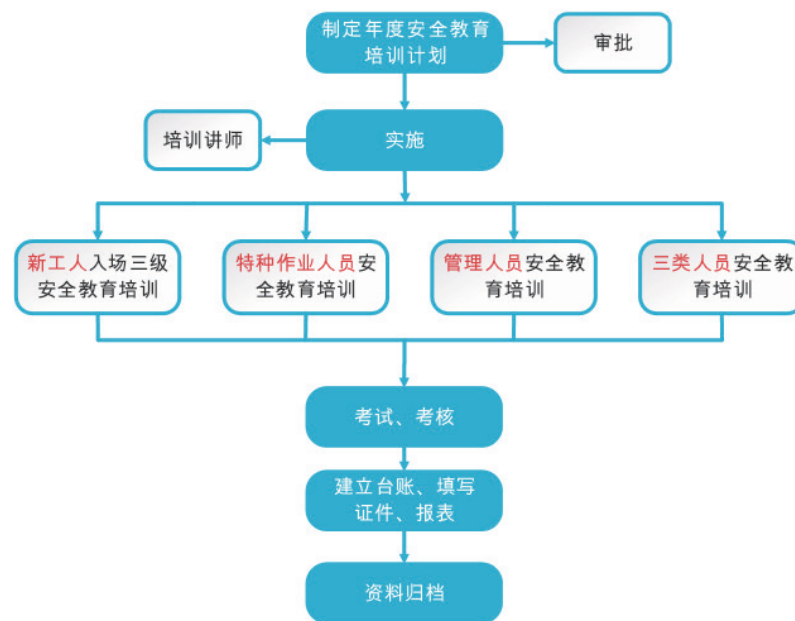 制定年度安全教育
培训计划
审批
培训讲师
实施
新工人入场三级
安全教育培训
特种作业人员安
全教育培训
管理人员安全教
育培训
三类人员安全教
育培训
考试、考核
建立台账、填写
证件、报表
资料归档